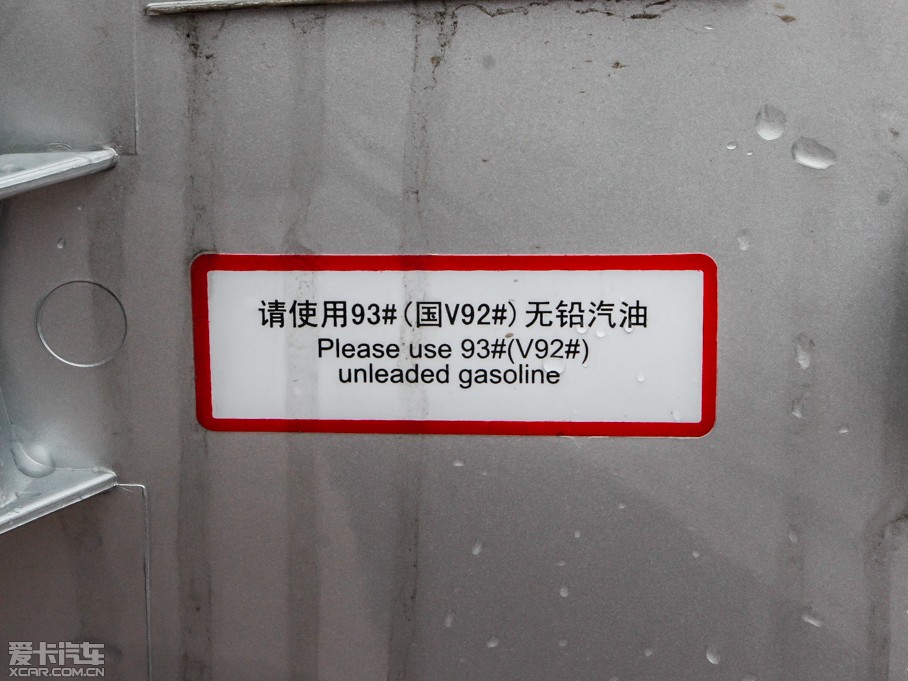 请使用93#(国V92#)无铅汽油
Please use 93#(V92#)
unleaded gasoline
爱卡汽车
XCAR.COM.CN